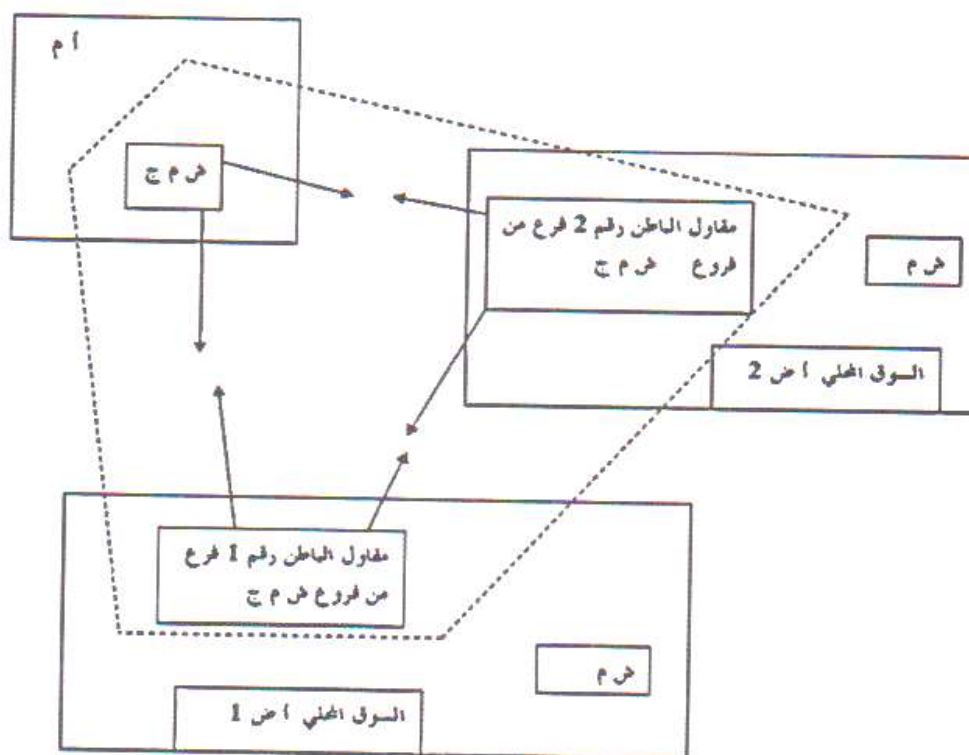 أ م
ش م ج
مقاول الباطن رقم 2 فرع من
فروع ش م ج
ش م
السوق المحلي أ ض 2
مقاول الباطن رقم 1 فرع
من فروع ش م ج
ش م
السوق المحلي أ ض 1